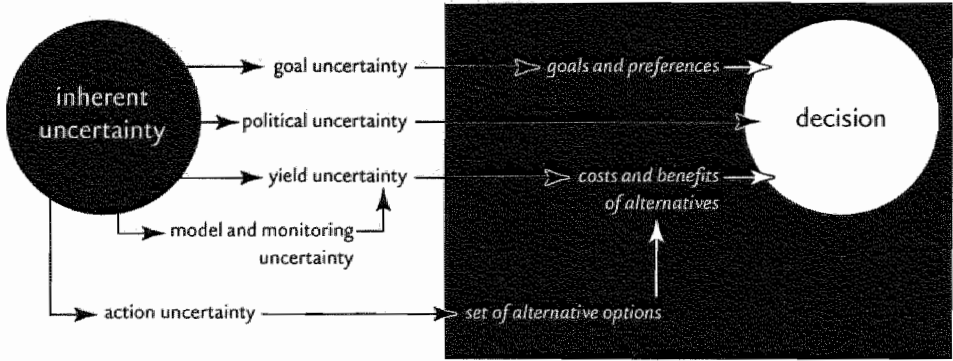 inherent
uncertainty
goal uncertainty
goals and preferences
political uncertainty
decision
yield uncertainty
costs and benefits
of alternatives
model and monitoring
uncertainty
action uncertainty
set of alternative options